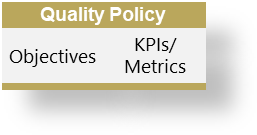 Quality Policy
Objectives
KPIs/
Metrics